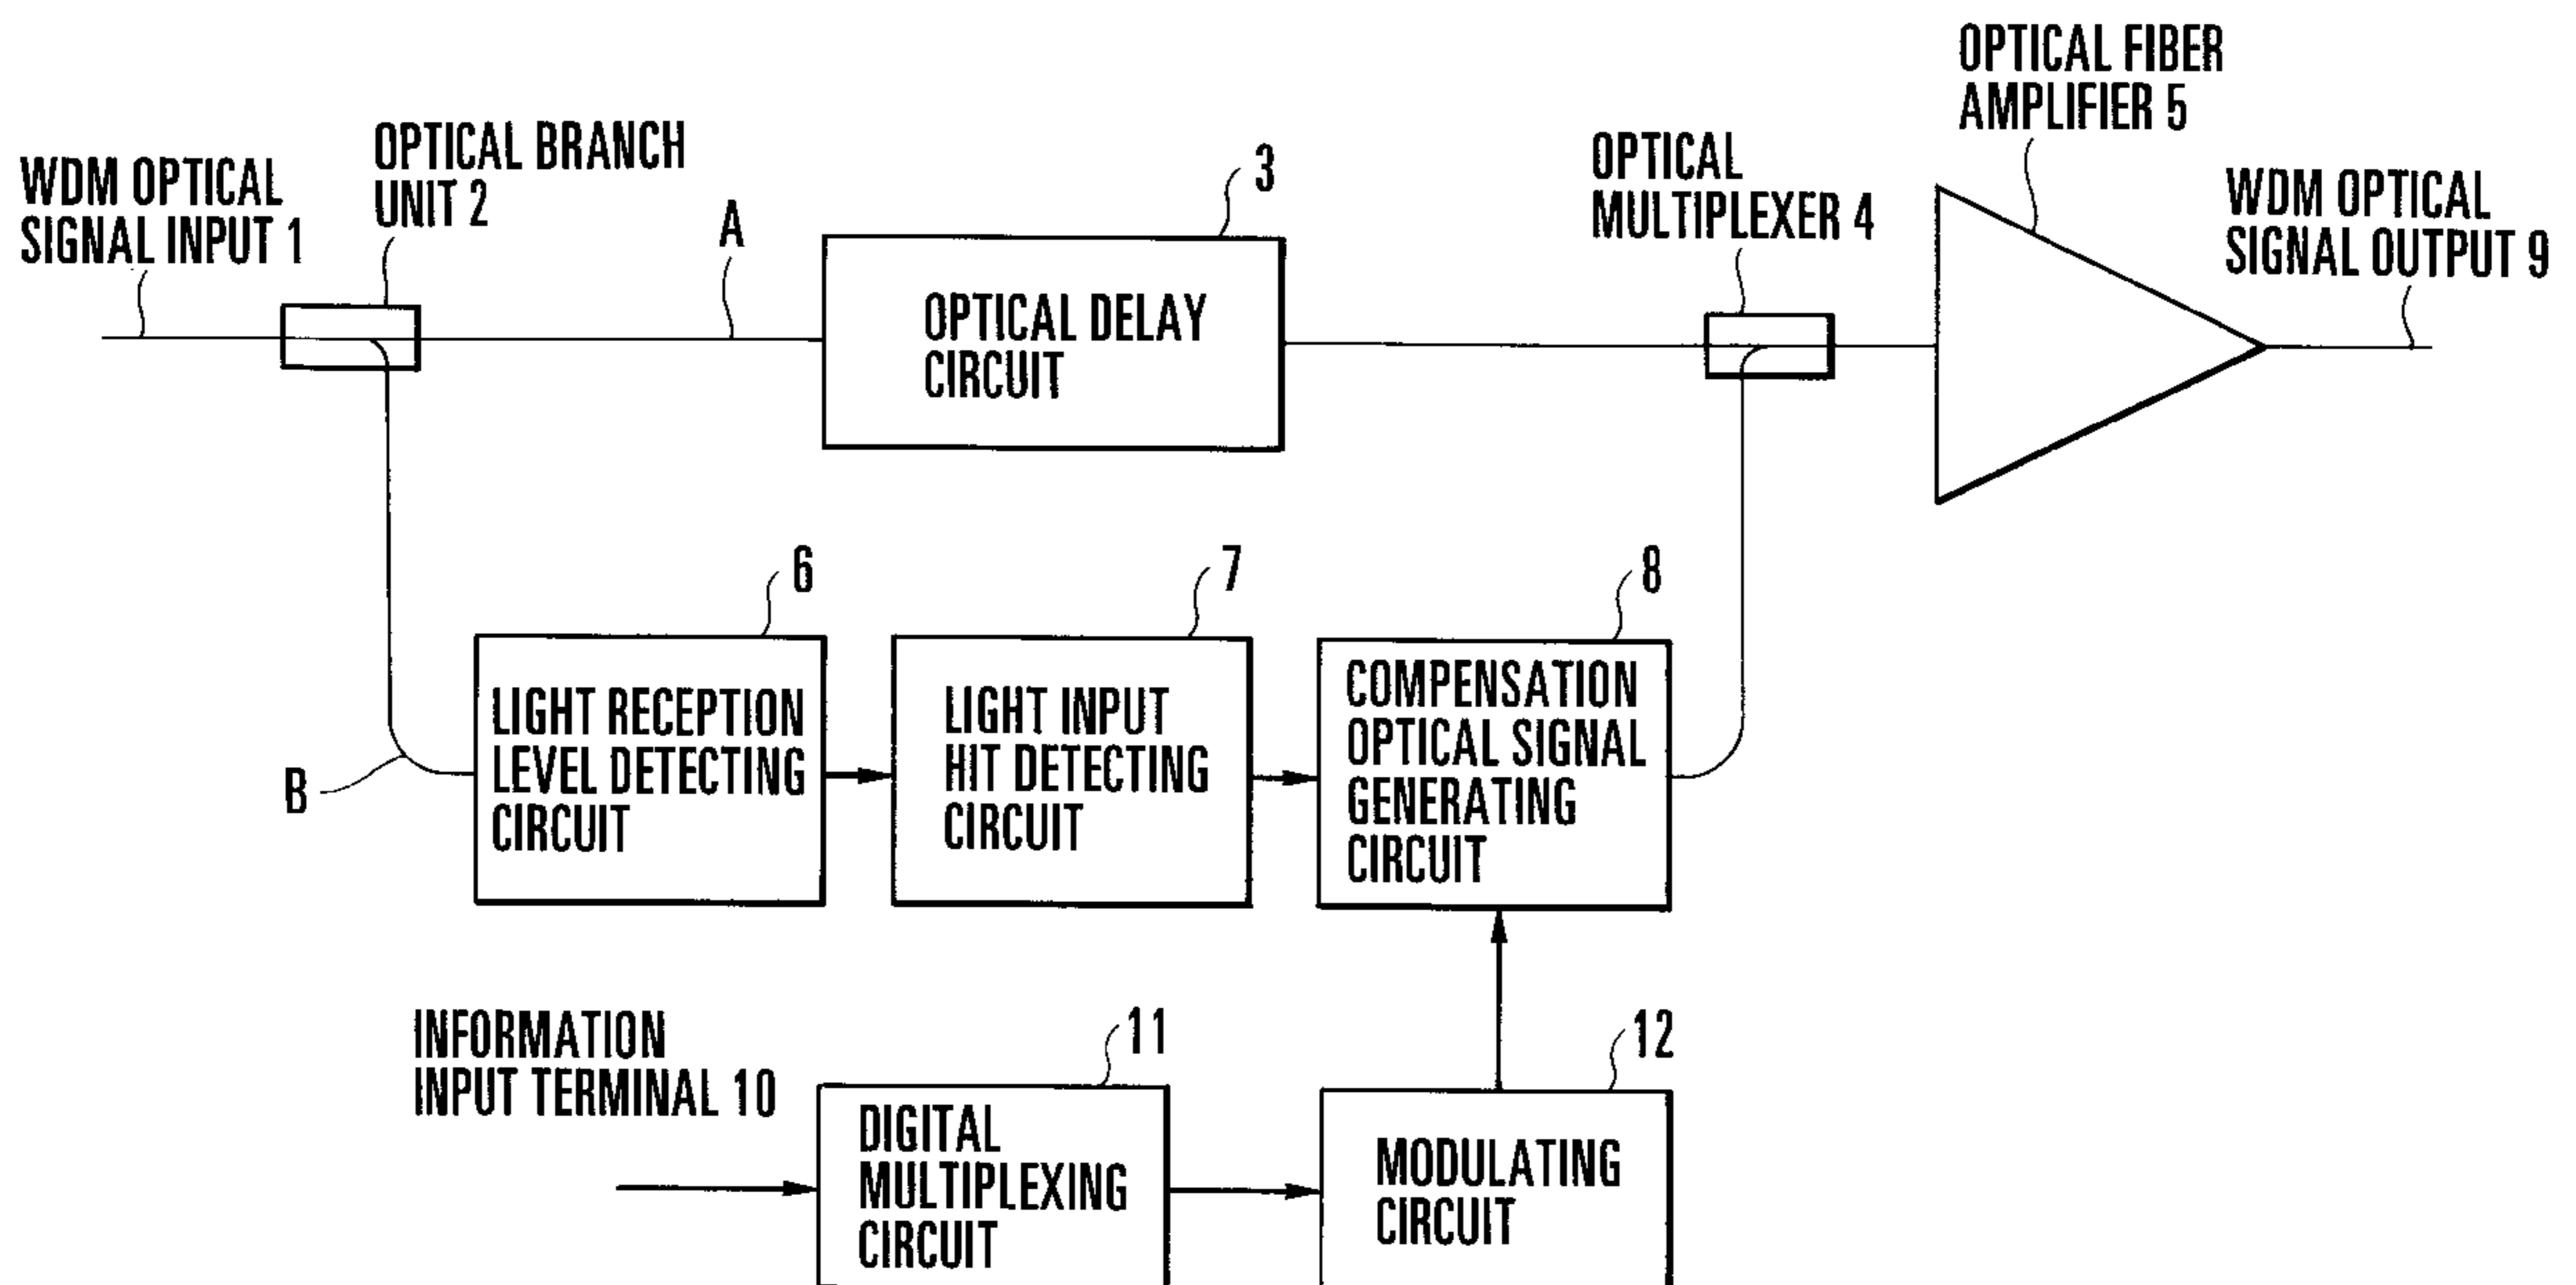 OPTICAL FIBER
AMPLIFIER 5
OPTICAL BRANCH
UNIT 2
WDM OPTICAL
SIGNAL INPUT 1
A
3
OPTICAL
MULTIPLEXER 4
WDM OPTICAL
SIGNAL OUTPUT 9
OPTICAL DELAY
CIRCUIT
6
7
8
B
LIGHT RECEPTION
LEVEL DETECTING
CIRCUIT
LIGHT INPUT
HIT DETECTING
CIRCUIT
COMPENSATION
OPTICAL SIGNAL
GENERATING
CIRCUIT
INFORMATION
INPUT TERMINAL 10
11
12
DIGITAL
MULTIPLEXING
CIRCUIT
MODULATING
CIRCUIT